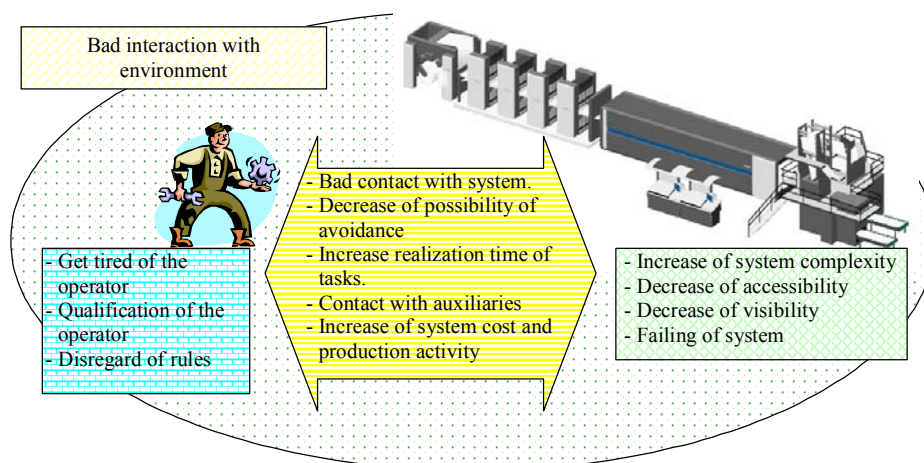 Bad interaction with
environment
- Bad contact with system.
- Decrease of possibility of
avoidance
- Increase realization time of
tasks.
- Contact with auxiliaries
- Increase of system cost and
production activity
- Get tired of the
operator
- Qualification of the
operator
- Disregard of rules
- Increase of system complexity
- Decrease of accessibility
- Decrease of visibility
- Failing of system